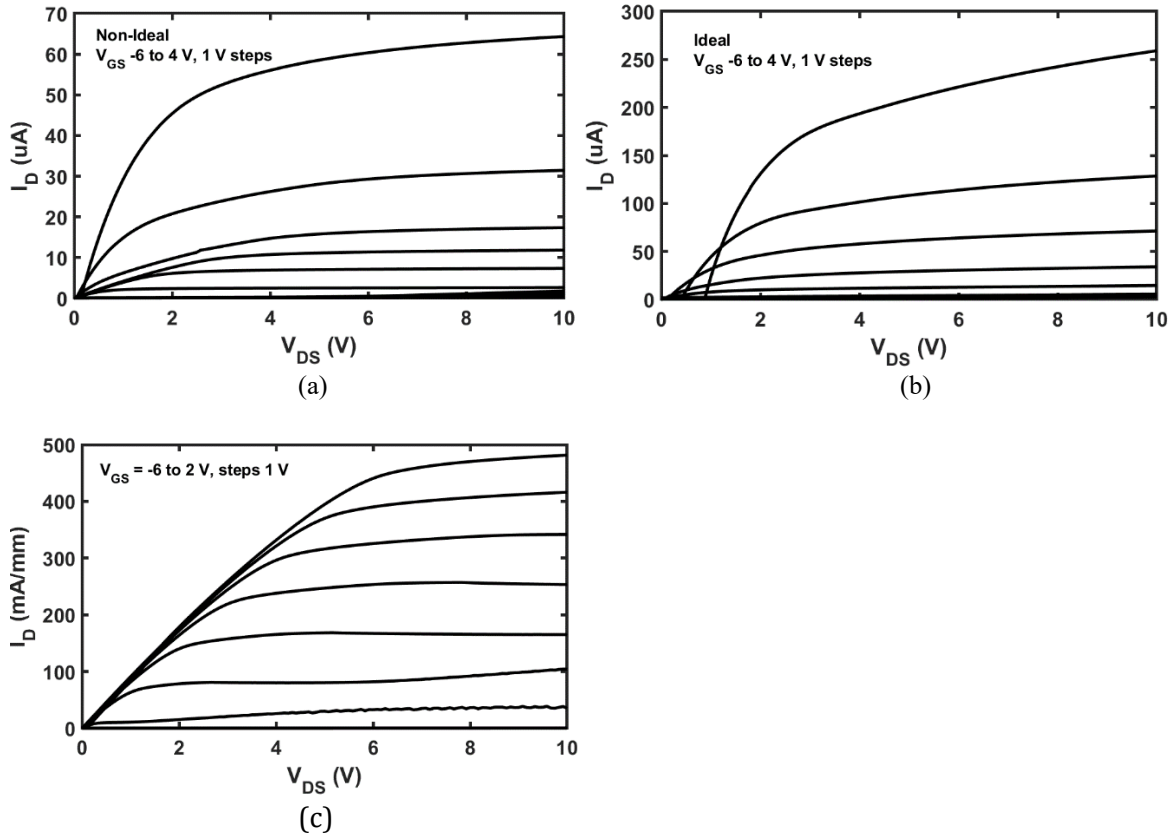 70
60
50
40
30
20
10
0
I_D (uA)
Non-Ideal
V_GS -6 to 4 V, 1 V steps
0 2 4 6 8 10
V_DS (V)
(a)
300
250
200
150
100
50
0
I_D (uA)
Ideal
V_GS -6 to 4 V, 1 V steps
0 2 4 6 8 10
V_DS (V)
(b)
500
400
300
200
100
0
I_D (mA/mm)
V_GS = -6 to 2 V, steps 1 V
0 2 4 6 8 10
V_DS (V)
(c)